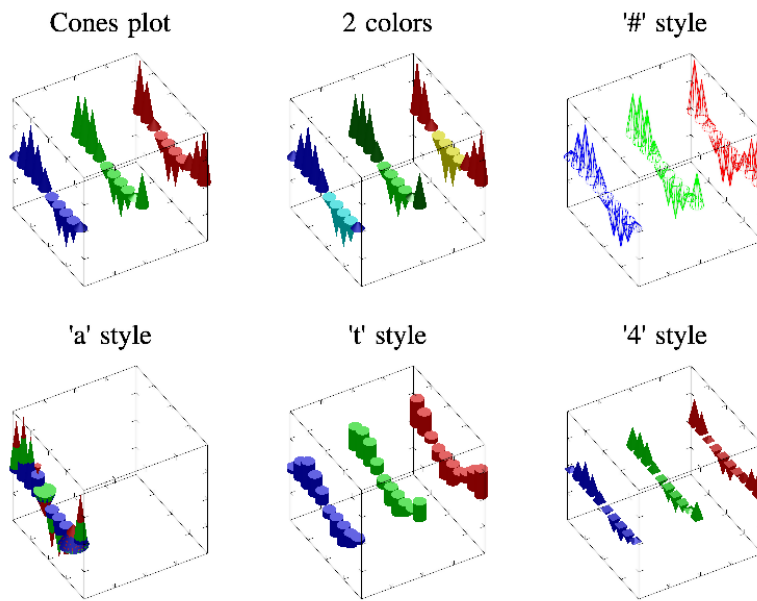 Cones plot
2 colors
'#' style
'a' style
't' style
'4' style